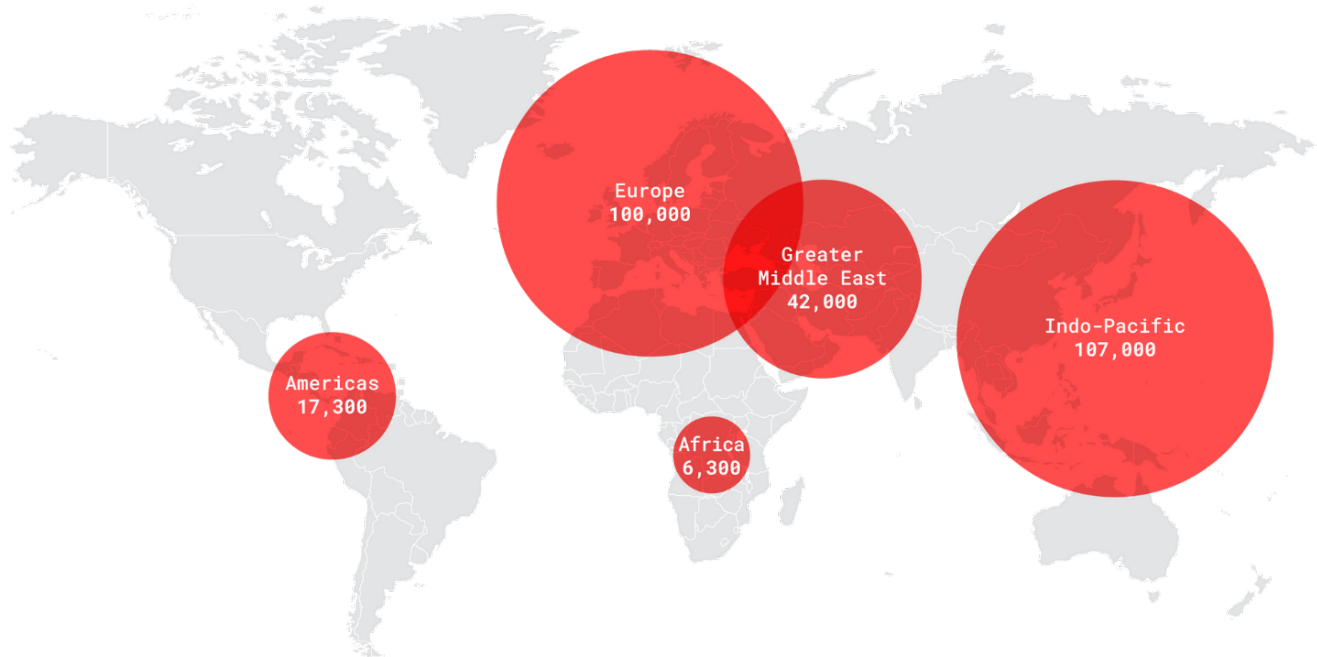 Europe
100,000
Greater
Middle East
42,000
Indo-Pacific
107,000
Americas
17,300
Africa
6,300